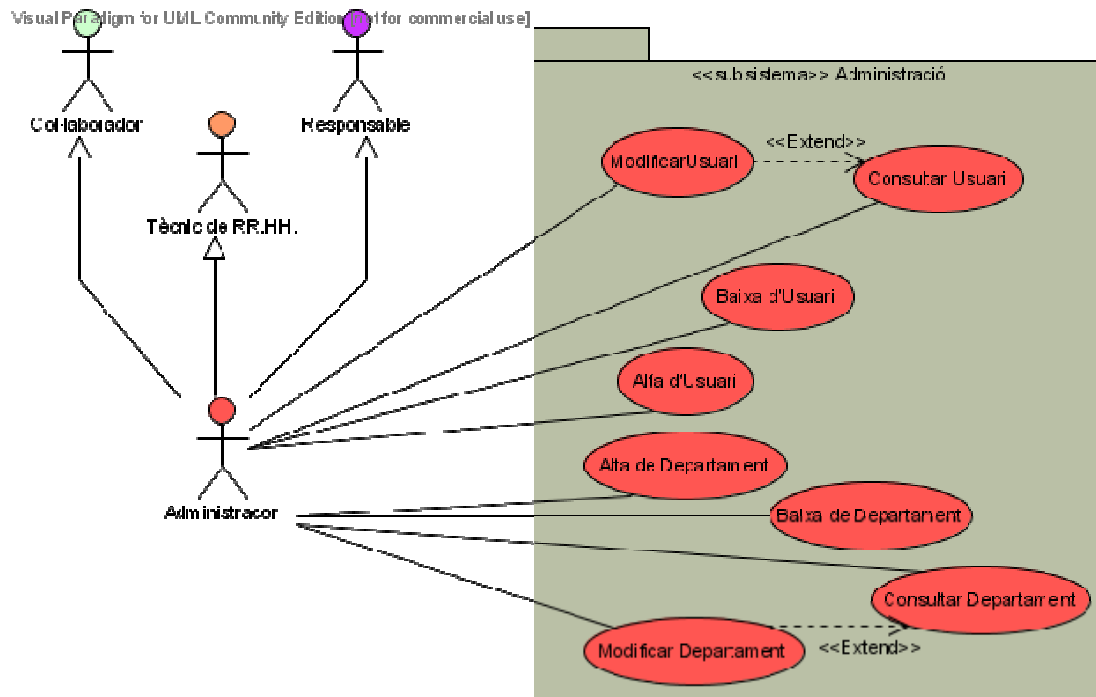 Visual Paradigm for UML Community Edition [not for commercial use]
<<subsistema>> Administració
Col·laborador
Responsable
Tècnic de RR.HH.
<<Extend>>
Modificar Usuari
Consultar Usuari
Baixa d'Usuari
Alta d'Usuari
Alta de Departament
Administrador
Baixa de Departament
Consultar Departament
Modificar Departament
<<Extend>>